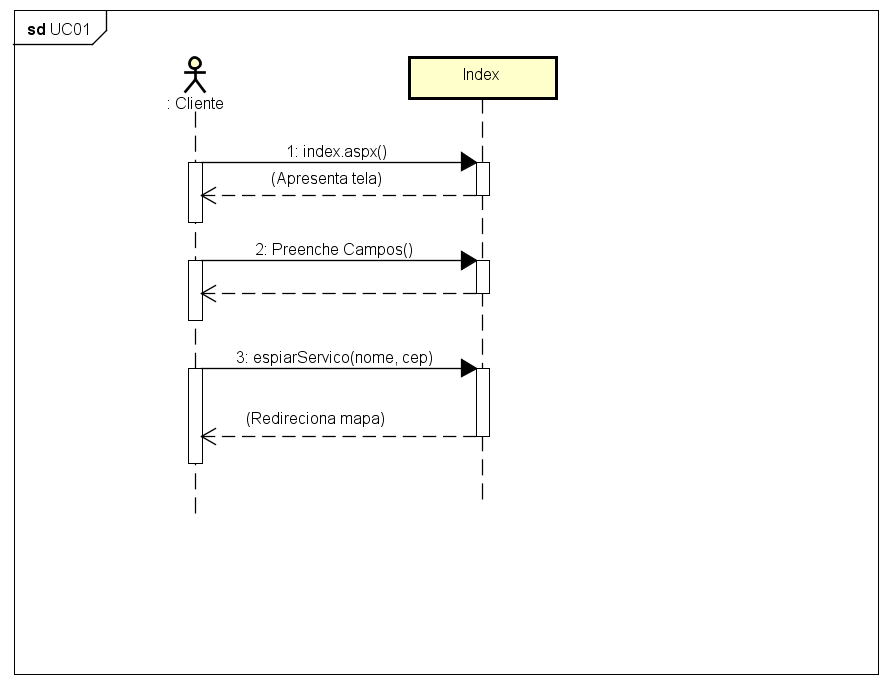 sd UC01
: Cliente
Index
1: index.aspx()
(Apresenta tela)
2: Preenche Campos()
3: espiarServico(nome, cep)
(Redireciona mapa)